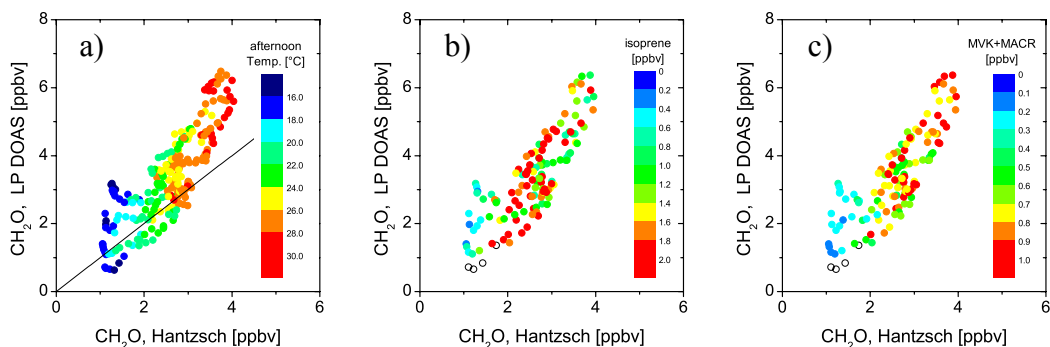 a)
afternoon
Temp. [°C]
16.0
18.0
20.0
22.0
24.0
26.0
28.0
30.0
8
6
4
2
0
0 2 4 6
CH2O, LP DOAS [ppbv]
CH2O, Hantzsch [ppbv]
b)
isoprene
[ppbv]
0
0.2
0.4
0.6
0.8
1.0
1.2
1.4
1.6
1.8
2.0
8
6
4
2
0
0 2 4 6
CH2O, LP DOAS [ppbv]
CH2O, Hantzsch [ppbv]
c)
MVK+MACR
[ppbv]
0
0.1
0.2
0.3
0.4
0.5
0.6
0.7
0.8
0.9
1.0
8
6
4
2
0
0 2 4 6
CH2O, LP DOAS [ppbv]
CH2O, Hantzsch [ppbv]